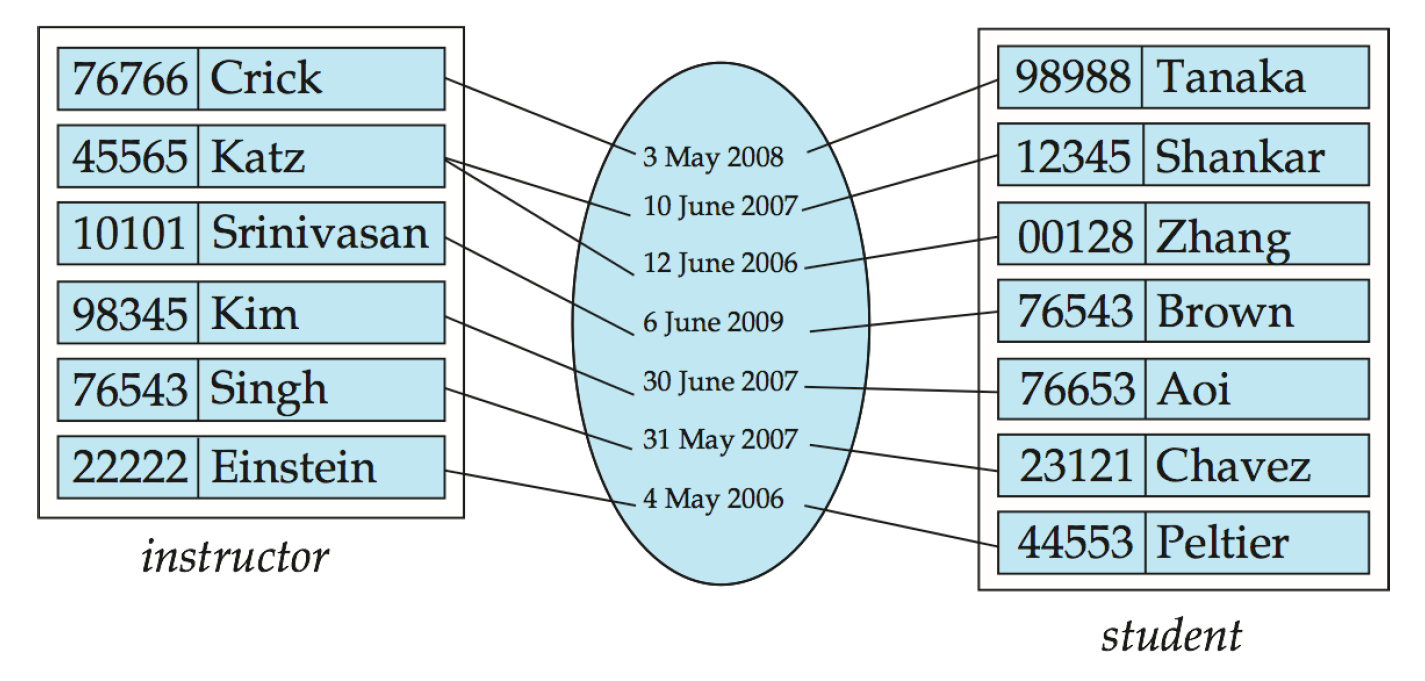 76766 Crick
45565 Katz
10101 Srinivasan
98345 Kim
76543 Singh
22222 Einstein
instructor
3 May 2008
10 June 2007
12 June 2006
6 June 2009
30 June 2007
31 May 2007
4 May 2006
98988 Tanaka
12345 Shankar
00128 Zhang
76543 Brown
76653 Aoi
23121 Chavez
44553 Peltier
student